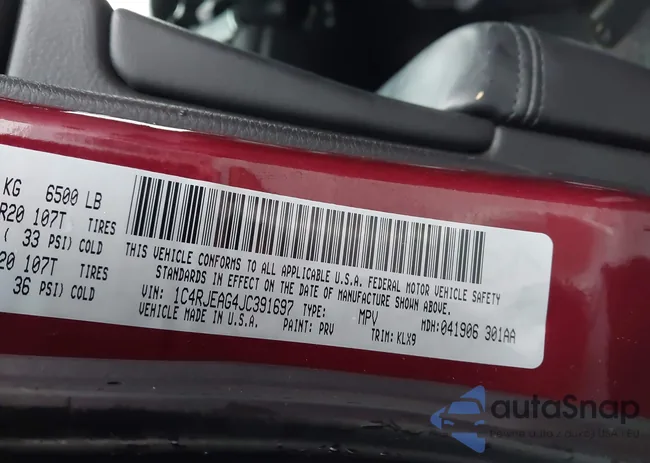 KG 6500 LB
R20 107T TIRES
( 33 PSI) COLD
20 107T TIRES
36 PSI) COLD
THIS VEHICLE CONFORMS TO ALL APPLICABLE U.S.A. FEDERAL MOTOR VEHICLE SAFETY
STANDARDS IN EFFECT ON THE DATE OF MANUFACTURE SHOWN ABOVE.
VIN: 1C4RJEAG4JC391697 TYPE: MPV MDH: 041906 301AA
VEHICLE MADE IN U.S.A. PAINT: PRV TRIM: KLX9
autaSnap